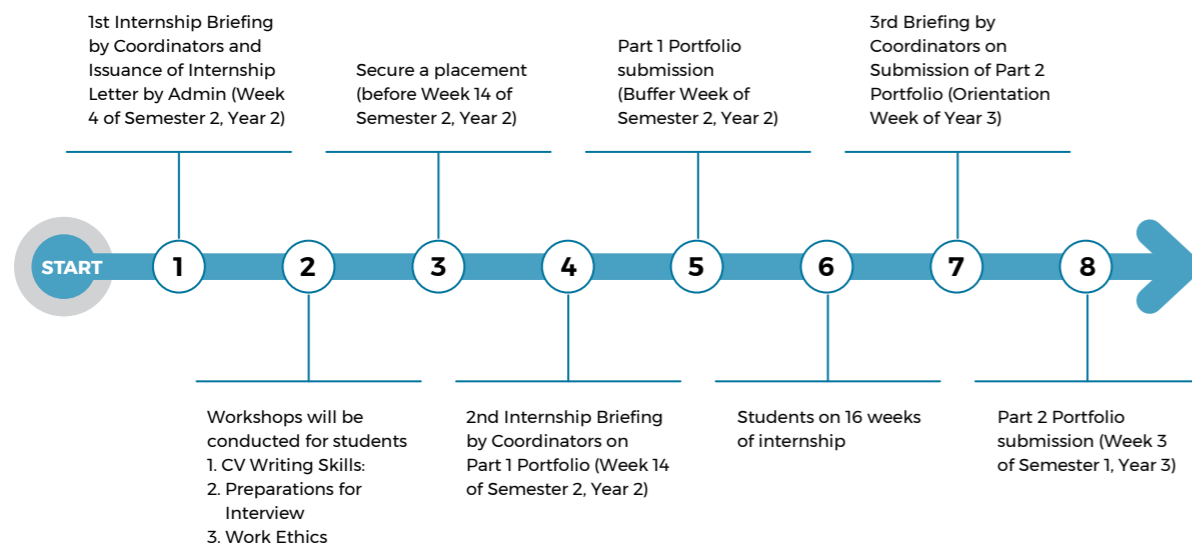 1st Internship Briefing
by Coordinators and
Issuance of Internship
Letter by Admin (Week
4 of Semester 2, Year 2)
Secure a placement
(before Week 14 of
Semester 2, Year 2)
Part 1 Portfolio
submission
(Buffer Week of
Semester 2, Year 2)
3rd Briefing by
Coordinators on
Submission of Part 2
Portfolio (Orientation
Week of Year 3)
START
1
2
3
4
5
6
7
8
Workshops will be
conducted for students
1. CV Writing Skills:
2. Preparations for
Interview
3. Work Ethics
2nd Internship Briefing
by Coordinators on
Part 1 Portfolio (Week 14
of Semester 2, Year 2)
Students on 16 weeks
of internship
Part 2 Portfolio
submission (Week 3
of Semester 1, Year 3)